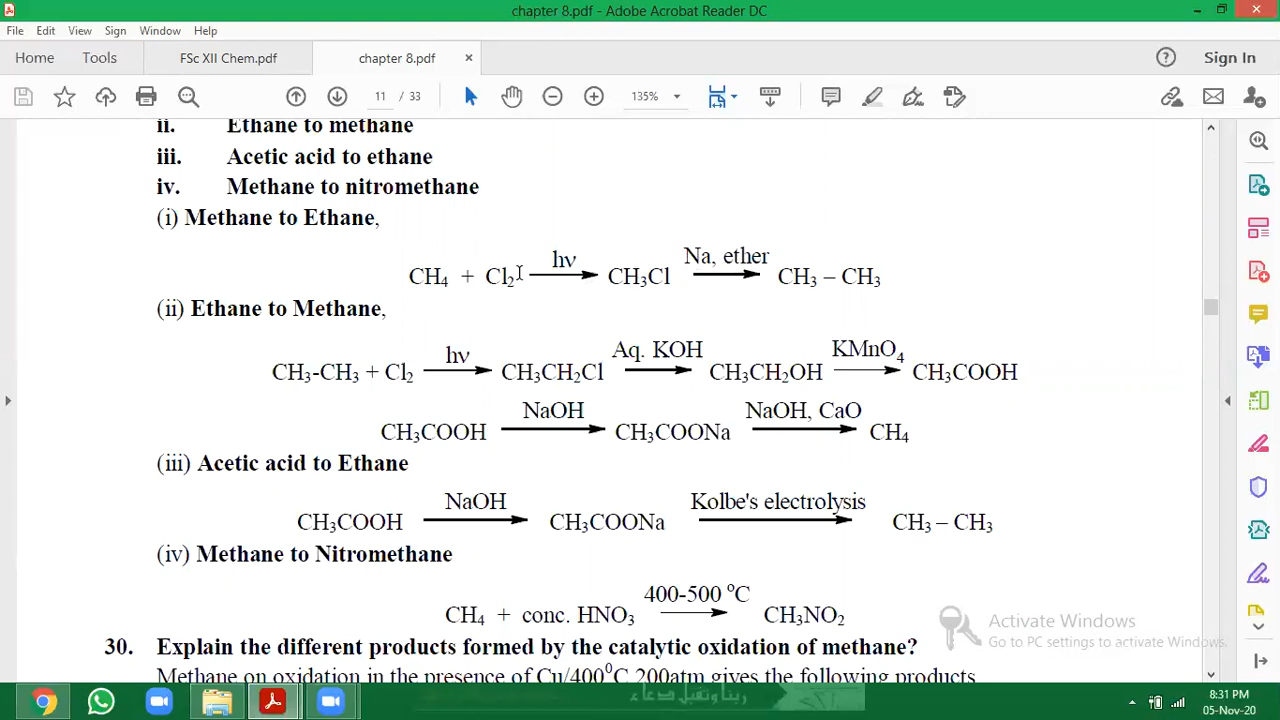 chapter 8.pdf - Adobe Acrobat Reader DC
File Edit View Sign Window Help
Home Tools FSc XII Chem.pdf chapter 8.pdf × Sign In
11 / 33 135%
ii. Ethane to methane
iii. Acetic acid to ethane
iv. Methane to nitromethane
(i) Methane to Ethane,
hν Na, ether
CH₄ + Cl₂ CH₃Cl CH₃ – CH₃
(ii) Ethane to Methane,
hν Aq. KOH KMnO₄
CH₃-CH₃ + Cl₂ CH₃CH₂Cl CH₃CH₂OH CH₃COOH
NaOH NaOH, CaO
CH₃COOH CH₃COONa CH₄
(iii) Acetic acid to Ethane
NaOH Kolbe's electrolysis
CH₃COOH CH₃COONa CH₃ – CH₃
(iv) Methane to Nitromethane
400-500 °C
CH₄ + conc. HNO₃ CH₃NO₂
Activate Windows
Go to PC settings to activate Windows.
30. Explain the different products formed by the catalytic oxidation of methane?
Methane on oxidation in the presence of Cu/400⁰C 200atm gives the following products
ربنا وتقبل دعاء
8:31 PM
05-Nov-20